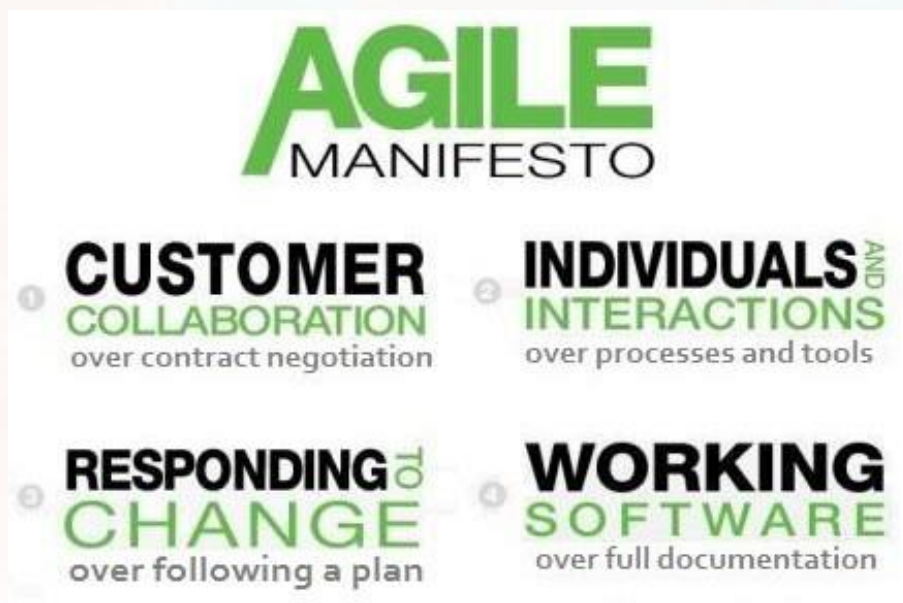 AGILE
MANIFESTO
1 CUSTOMER
COLLABORATION
over contract negotiation
2 INDIVIDUALS AND
INTERACTIONS
over processes and tools
3 RESPONDING TO
CHANGE
over following a plan
4 WORKING
SOFTWARE
over full documentation